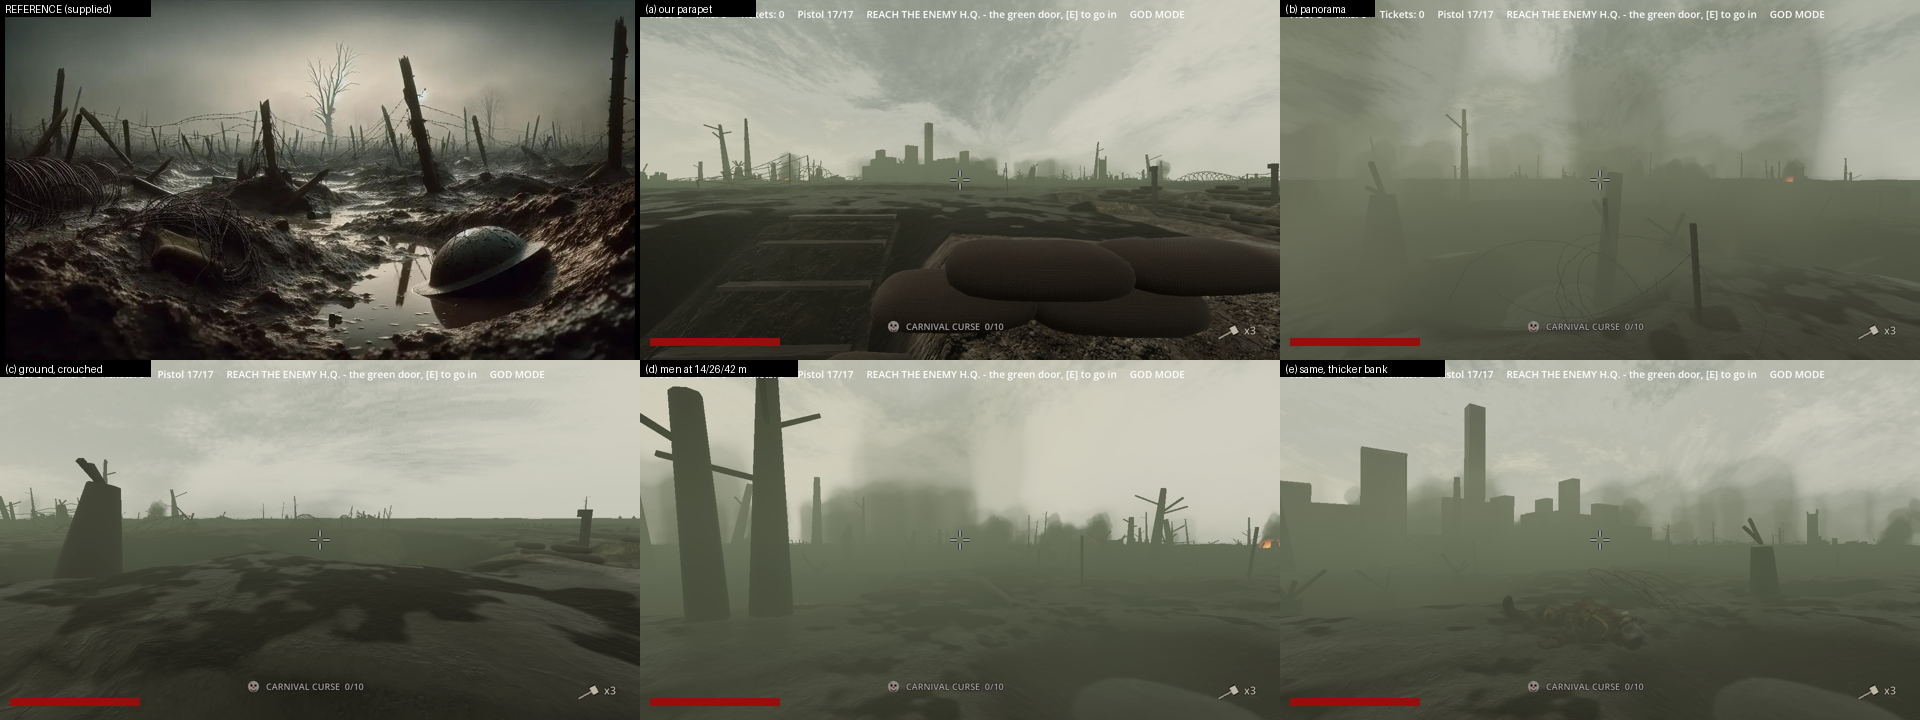 REFERENCE (supplied)
(a) our parapet
Tickets: 0 Pistol 17/17 REACH THE ENEMY H.Q. - the green door, [E] to go in GOD MODE
CARNIVAL CURSE 0/10
x3
(b) panorama
Tickets: 0 Pistol 17/17 REACH THE ENEMY H.Q. - the green door, [E] to go in GOD MODE
CARNIVAL CURSE 0/10
x3
(c) ground, crouched
Pistol 17/17 REACH THE ENEMY H.Q. - the green door, [E] to go in GOD MODE
CARNIVAL CURSE 0/10
x3
(d) men at 14/26/42 m
Pistol 17/17 REACH THE ENEMY H.Q. - the green door, [E] to go in GOD MODE
CARNIVAL CURSE 0/10
x3
(e) same, thicker bank
17/17 REACH THE ENEMY H.Q. - the green door, [E] to go in GOD MODE
CARNIVAL CURSE 0/10
x3